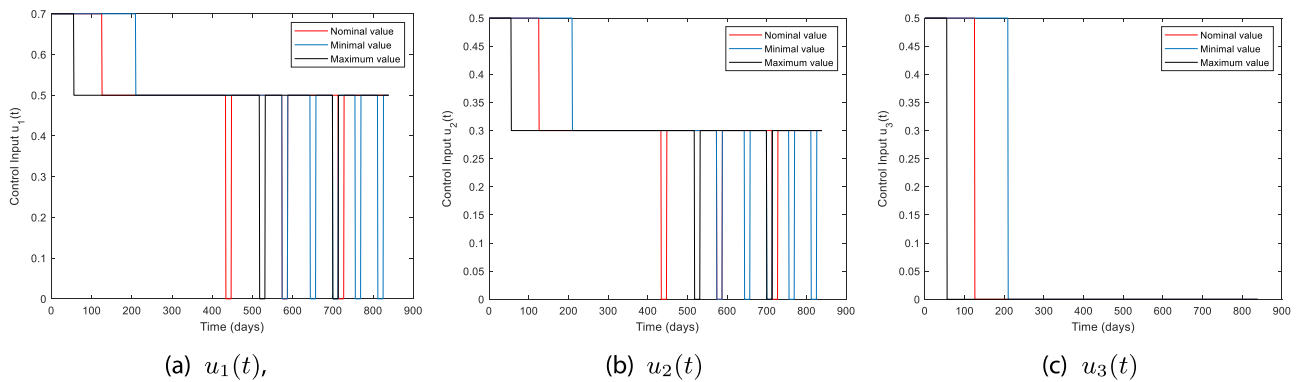 0.7
0.6
0.5
0.4
0.3
0.2
0.1
0
Control Input u1(t)
0 100 200 300 400 500 600 700 800 900
Time (days)
Nominal value
Minimal value
Maximum value
(a) u1(t),
0.5
0.45
0.4
0.35
0.3
0.25
0.2
0.15
0.1
0.05
0
Control Input u2(t)
0 100 200 300 400 500 600 700 800 900
Time (days)
Nominal value
Minimal value
Maximum value
(b) u2(t)
0.5
0.45
0.4
0.35
0.3
0.25
0.2
0.15
0.1
0.05
0
Control Input u3(t)
0 100 200 300 400 500 600 700 800 900
Time (days)
Nominal value
Minimal value
Maximum value
(c) u3(t)